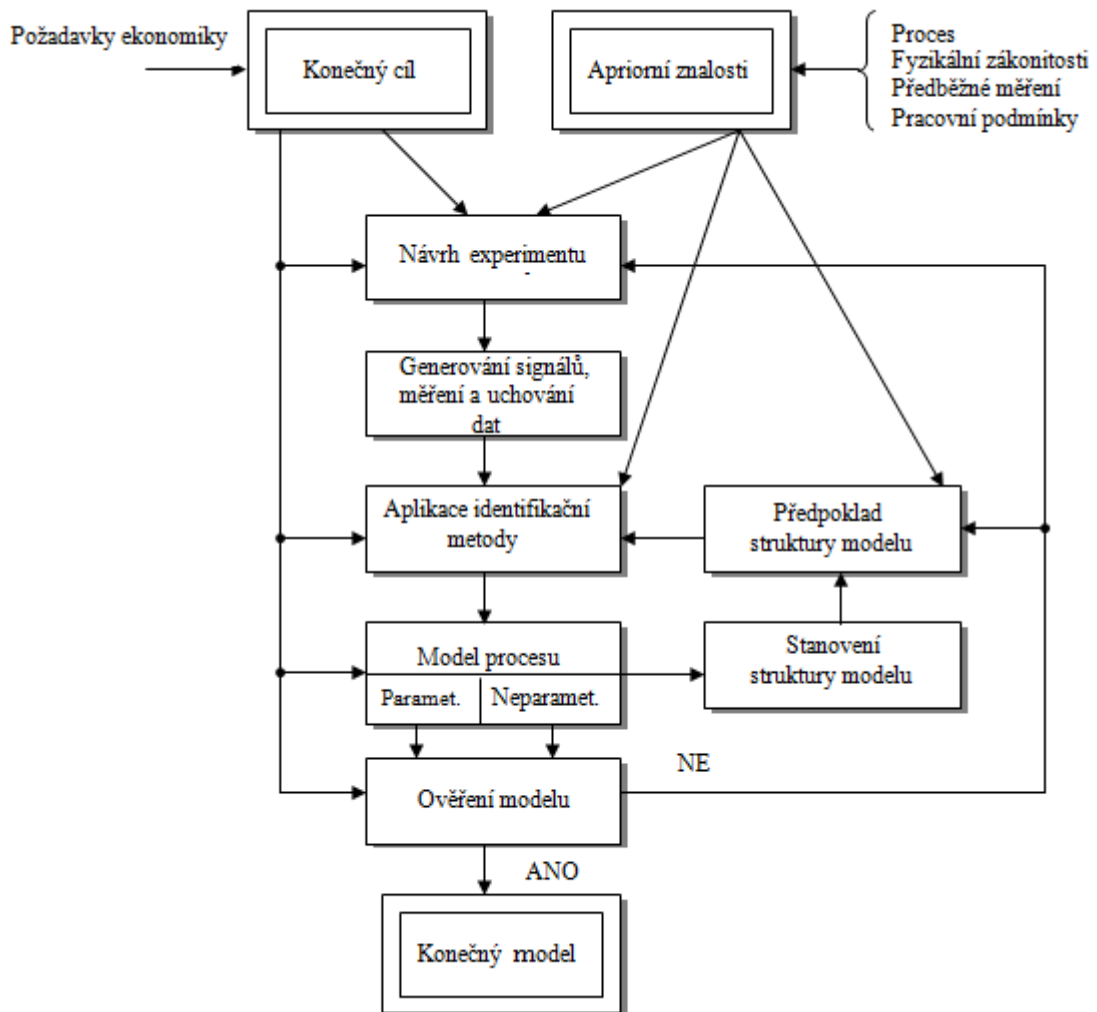 Požadavky ekonomiky
Konečný cíl
Apriorní znalosti
Proces
Fyzikální zákonitosti
Předběžné měření
Pracovní podmínky
Návrh experimentu
Generování signálů,
měření a uchování
dat
Aplikace identifikační
metody
Předpoklad
struktury modelu
Model procesu
Paramet.
Neparamet.
Stanovení
struktury modelu
Ověření modelu
NE
ANO
Konečný model